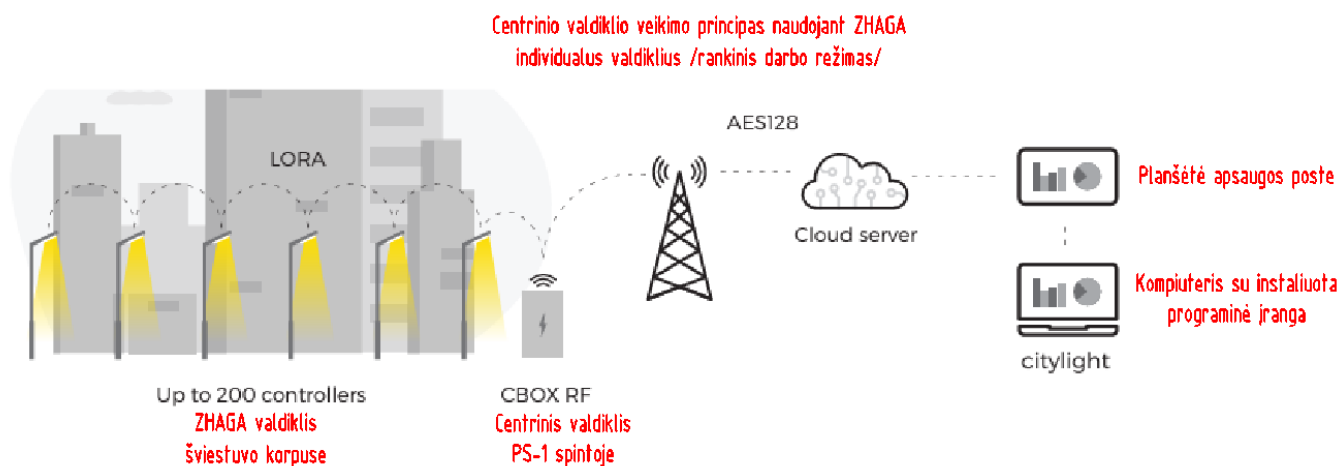 Centrinio valdiklio veikimo principas naudojant ZHAGA
individualus valdiklius /rankinis darbo režimas/
AES128
LORA
Planšėtė apsaugos poste
Cloud server
Kompiuteris su instaliuota
programinė įranga
citylight
Up to 200 controllers
ZHAGA valdiklis
šviestuvo korpuse
CBOX RF
Centrinis valdiklis
PS-1 spintoje